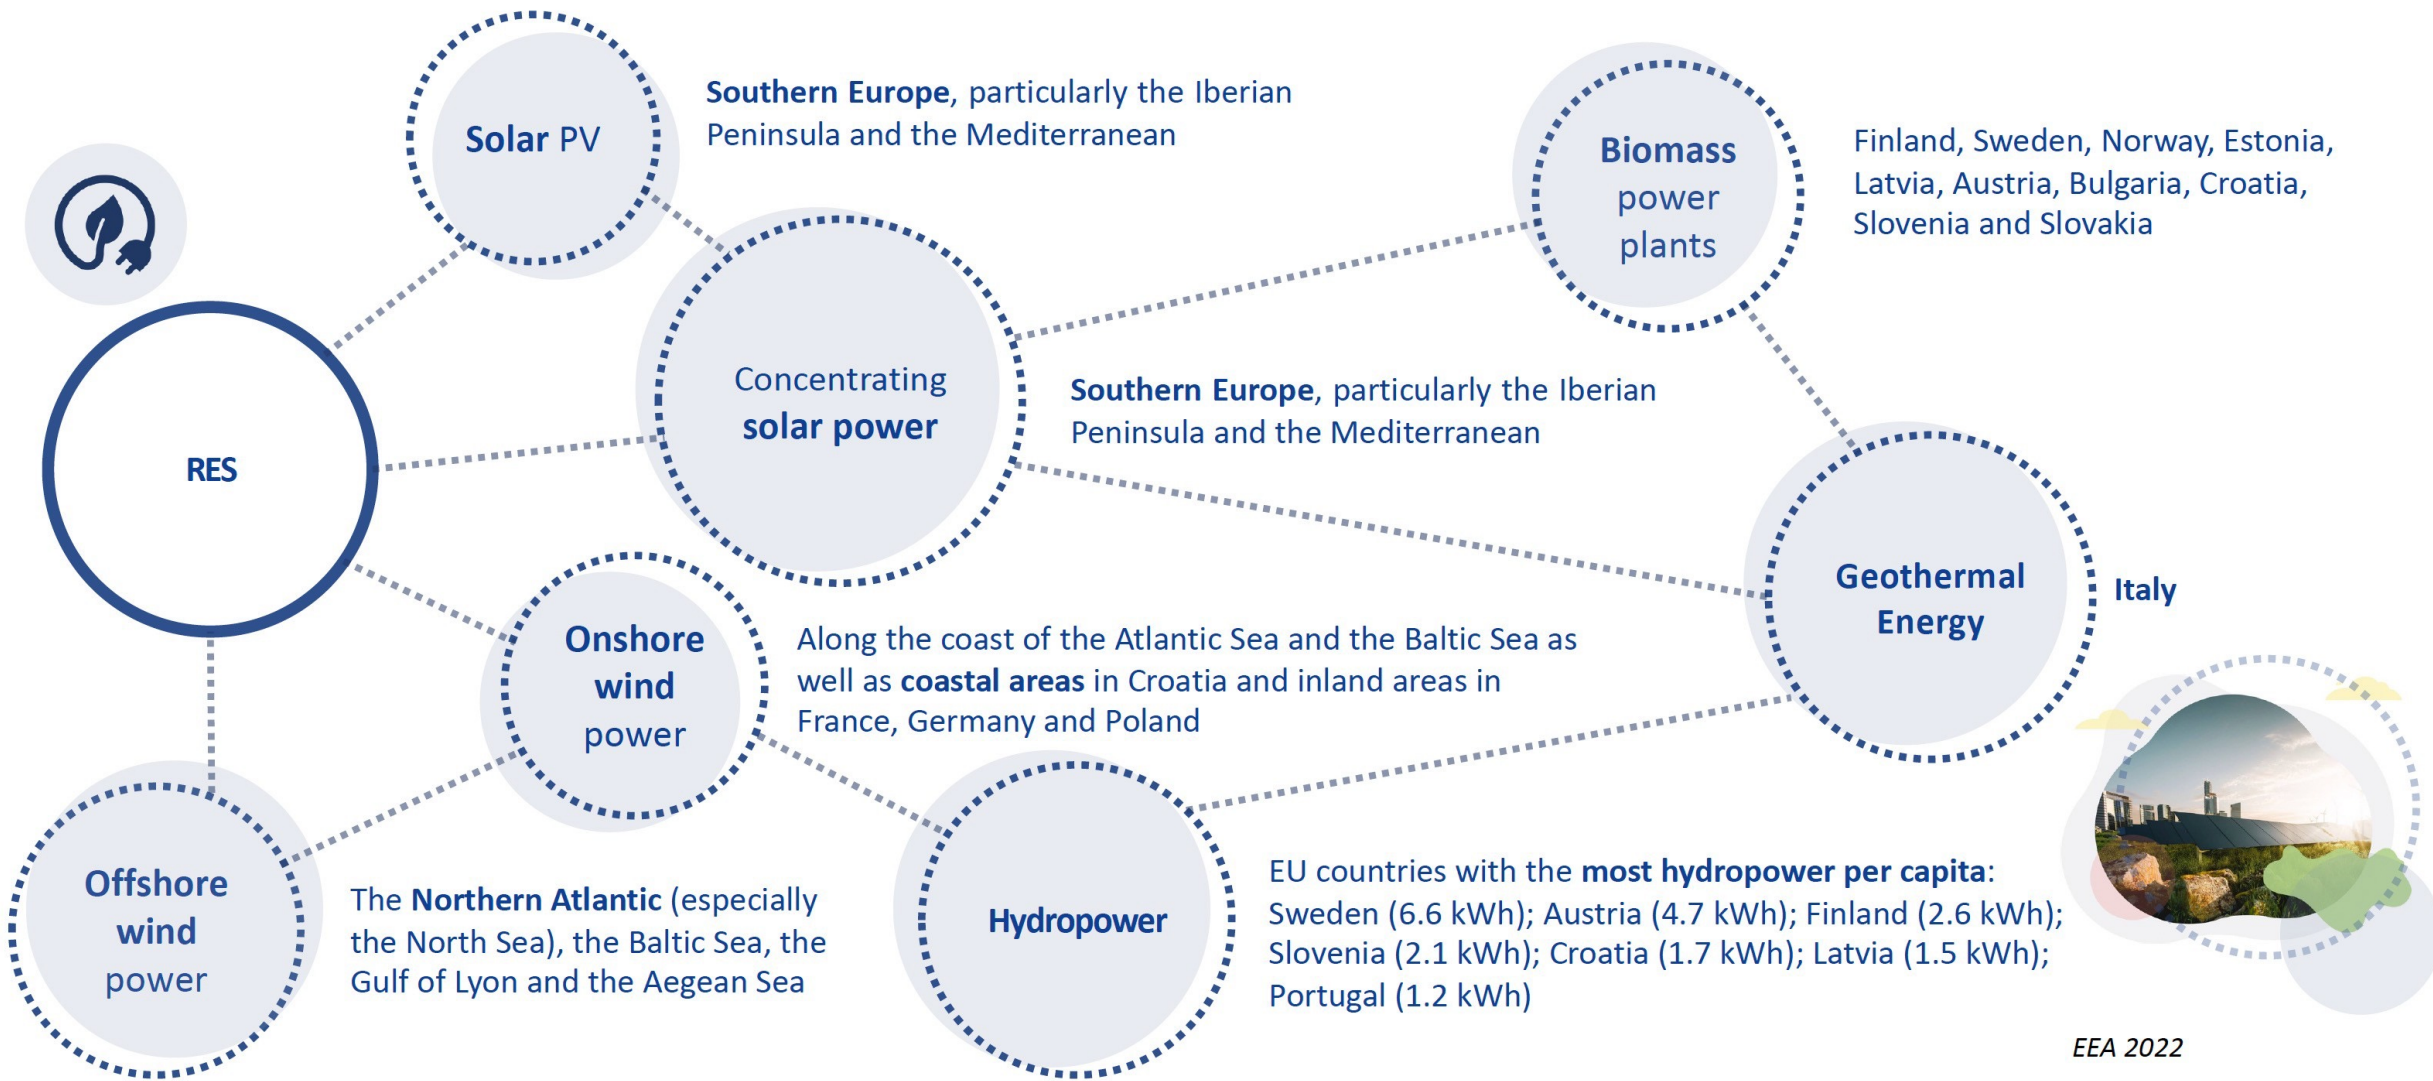 Solar PV
Southern Europe, particularly the Iberian
Peninsula and the Mediterranean
Biomass
power
plants
Finland, Sweden, Norway, Estonia,
Latvia, Austria, Bulgaria, Croatia,
Slovenia and Slovakia
RES
Concentrating
solar power
Southern Europe, particularly the Iberian
Peninsula and the Mediterranean
Geothermal
Energy
Italy
Onshore
wind
power
Along the coast of the Atlantic Sea and the Baltic Sea as
well as coastal areas in Croatia and inland areas in
France, Germany and Poland
Offshore
wind
power
The Northern Atlantic (especially
the North Sea), the Baltic Sea, the
Gulf of Lyon and the Aegean Sea
Hydropower
EU countries with the most hydropower per capita:
Sweden (6.6 kWh); Austria (4.7 kWh); Finland (2.6 kWh);
Slovenia (2.1 kWh); Croatia (1.7 kWh); Latvia (1.5 kWh);
Portugal (1.2 kWh)
EEA 2022